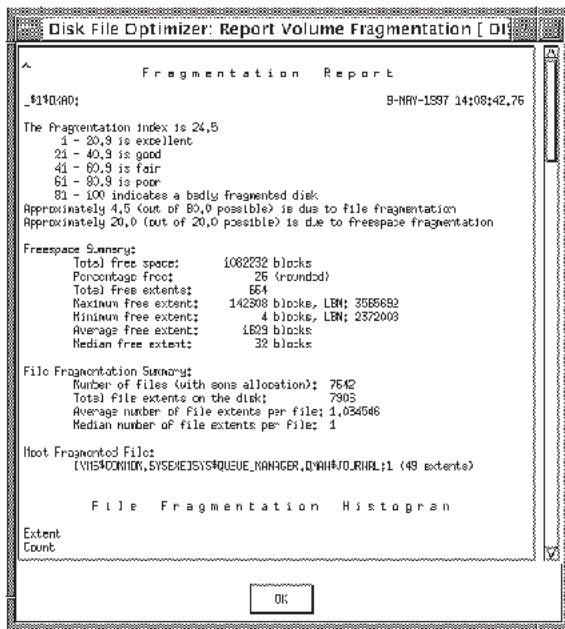 Disk File Optimizer: Report Volume Fragmentation [ DI
Fragmentation Report
_$1$DKA0: 9-MAY-1997 14:08:42.76
The fragmentation index is 24.5
1 - 20.9 is excellent
21 - 40.9 is good
41 - 60.9 is fair
61 - 80.9 is poor
81 - 100 indicates a badly fragmented disk
Approximately 4.5 (out of 80.0 possible) is due to file fragmentation
Approximately 20.0 (out of 20.0 possible) is due to freespace fragmentation
Freespace Summary:
Total free space: 1082232 blocks
Percentage free: 26 (rounded)
Total free extents: 664
Maximum free extent: 142808 blocks, LBN: 3565692
Minimum free extent: 4 blocks, LBN: 2372008
Average free extent: 1629 blocks
Median free extent: 32 blocks
File Fragmentation Summary:
Number of files (with some allocation): 7642
Total file extents on the disk: 7906
Average number of file extents per file: 1.034546
Median number of file extents per file: 1
Most Fragmented File:
[VMS$COMMON.SYSEXE]SYS$QUEUE_MANAGER.QMAN$JOURNAL;1 (49 extents)
File Fragmentation Histogram
Extent
Count
OK